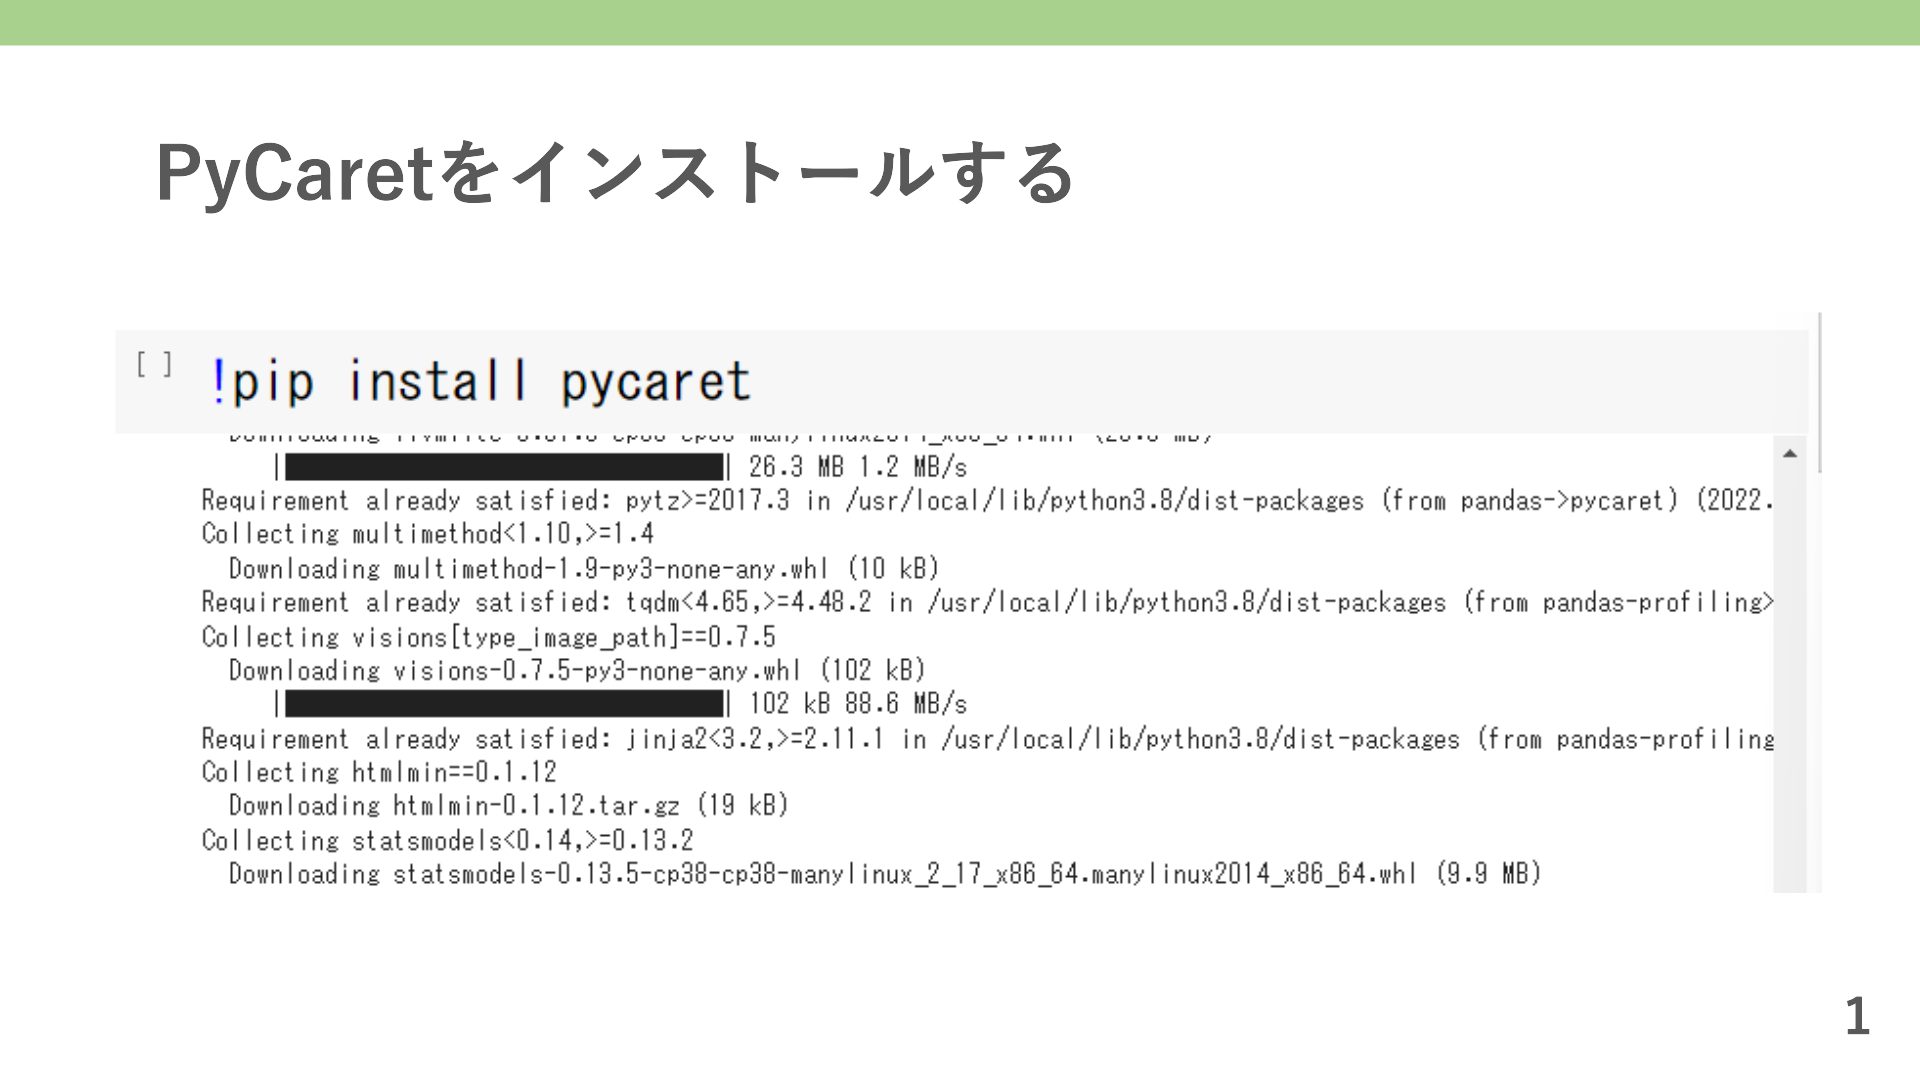 PyCaretをインストールする
[ ] !pip install pycaret
26.3 MB 1.2 MB/s
Requirement already satisfied: pytz>=2017.3 in /usr/local/lib/python3.8/dist-packages (from pandas->pycaret) (2022.
Collecting multimethod<1.10,>=1.4
Downloading multimethod-1.9-py3-none-any.whl (10 kB)
Requirement already satisfied: tqdm<4.65,>=4.48.2 in /usr/local/lib/python3.8/dist-packages (from pandas-profiling>
Collecting visions[type_image_path]==0.7.5
Downloading visions-0.7.5-py3-none-any.whl (102 kB)
102 kB 88.6 MB/s
Requirement already satisfied: jinja2<3.2,>=2.11.1 in /usr/local/lib/python3.8/dist-packages (from pandas-profiling
Collecting htmlmin==0.1.12
Downloading htmlmin-0.1.12.tar.gz (19 kB)
Collecting statsmodels<0.14,>=0.13.2
Downloading statsmodels-0.13.5-cp38-cp38-manylinux_2_17_x86_64.manylinux2014_x86_64.whl (9.9 MB)
1